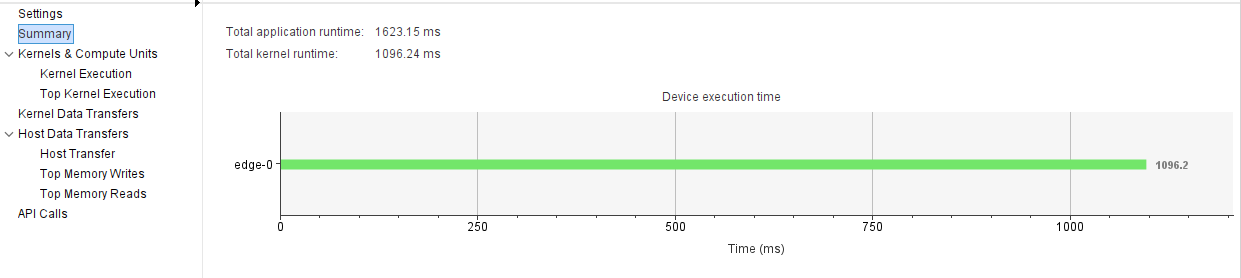 Settings
Summary
Kernels & Compute Units
Kernel Execution
Top Kernel Execution
Kernel Data Transfers
Host Data Transfers
Host Transfer
Top Memory Writes
Top Memory Reads
API Calls
Total application runtime: 1623.15 ms
Total kernel runtime: 1096.24 ms
Device execution time
edge-0
1096.2
0 250 500 750 1000
Time (ms)